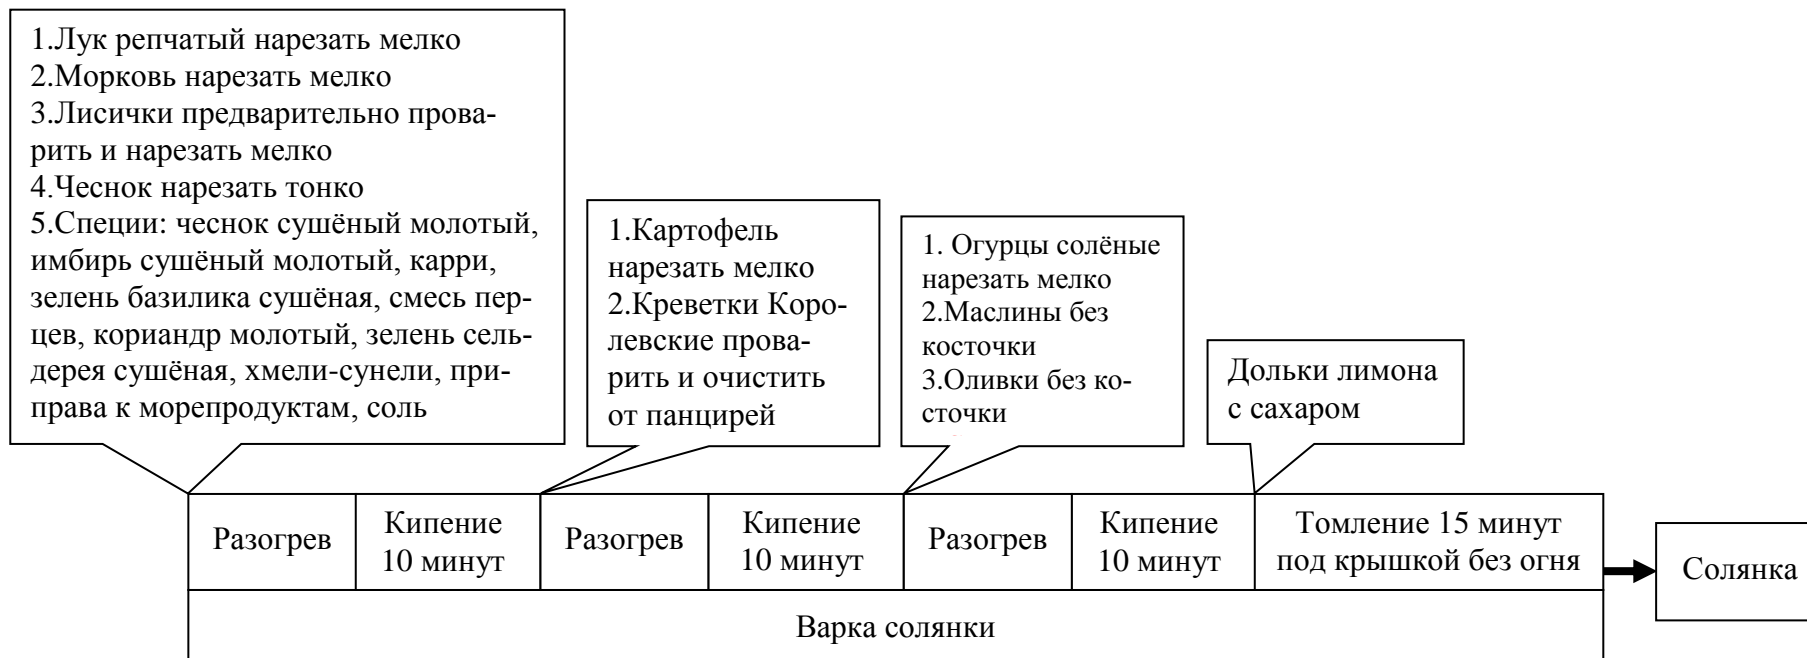 1.Лук репчатый нарезать мелко
2.Морковь нарезать мелко
3.Лисички предварительно прова-
рить и нарезать мелко
4.Чеснок нарезать тонко
5.Специи: чеснок сушёный молотый,
имбирь сушёный молотый, карри,
зелень базилика сушёная, смесь пер-
цев, кориандр молотый, зелень сель-
дерея сушёная, хмели-сунели, при-
права к морепродуктам, соль
1.Картофель
нарезать мелко
2.Креветки Коро-
левские прова-
рить и очистить
от панцирей
1. Огурцы солёные
нарезать мелко
2.Маслины без
косточки
3.Оливки без ко-
сточки
Дольки лимона
с сахаром
Разогрев
Кипение
10 минут
Разогрев
Кипение
10 минут
Разогрев
Кипение
10 минут
Томление 15 минут
под крышкой без огня
Солянка
Варка солянки